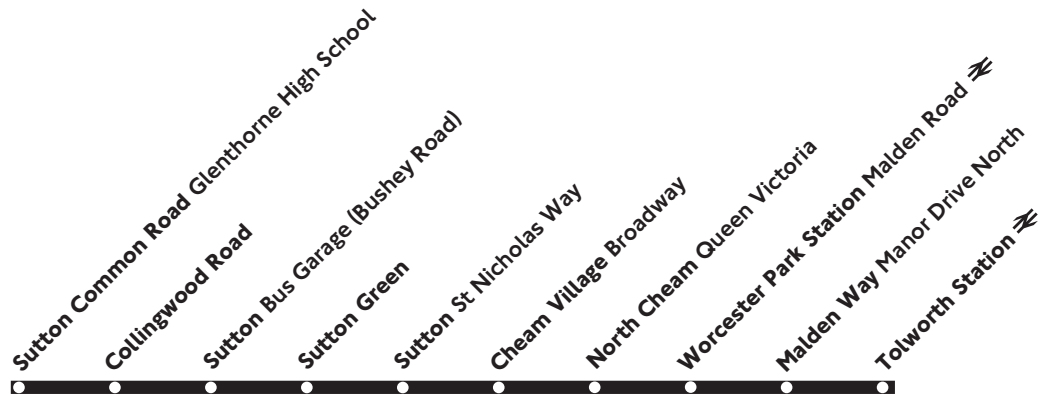 Sutton Common Road Glenthorne High School
Collingwood Road
Sutton Bus Garage (Bushey Road)
Sutton Green
Sutton St Nicholas Way
Cheam Village Broadway
North Cheam Queen Victoria
Worcester Park Station Malden Road
Malden Way Manor Drive North
Tolworth Station